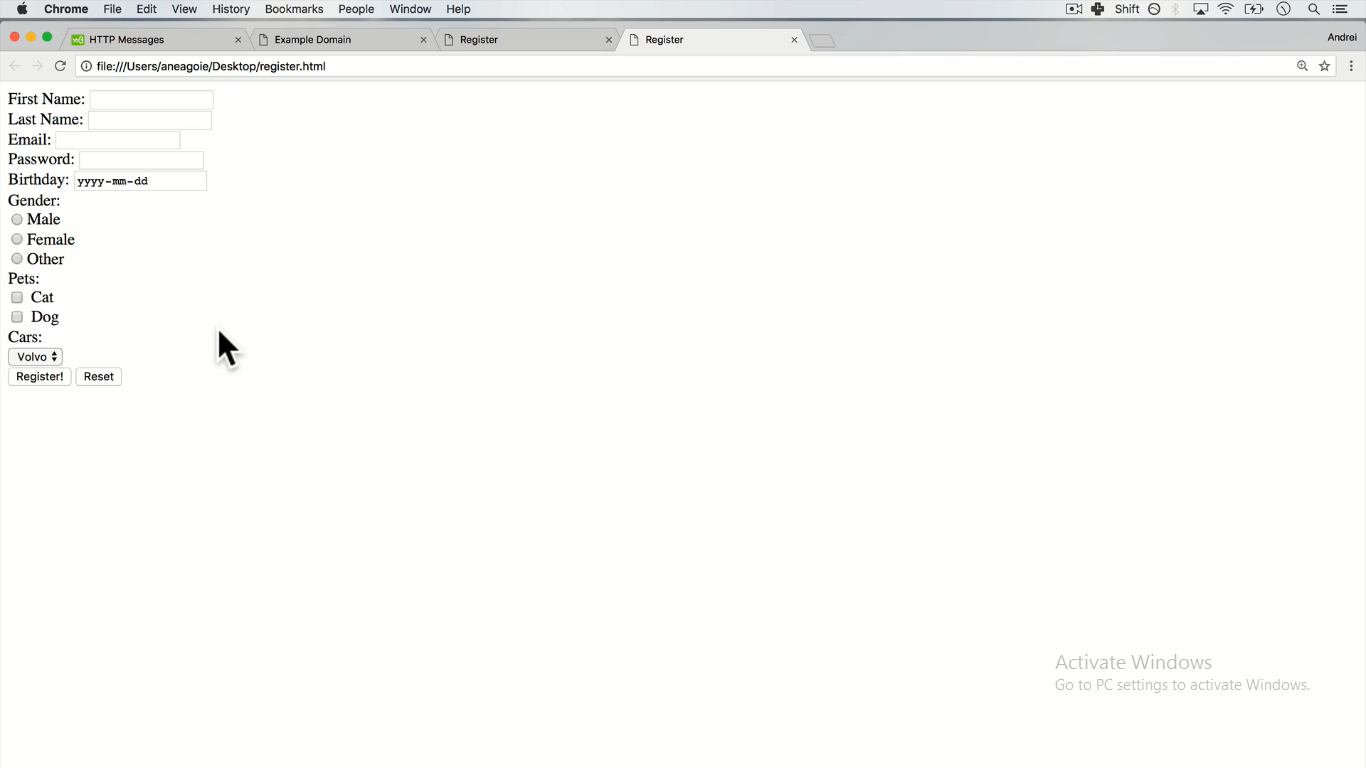 Chrome File Edit View History Bookmarks People Window Help Shift
HTTP Messages Example Domain Register Register Andrei
file:///Users/aneagoie/Desktop/register.html
First Name:
Last Name:
Email:
Password:
Birthday: yyyy-mm-dd
Gender:
Male
Female
Other
Pets:
Cat
Dog
Cars:
Volvo
Register! Reset
Activate Windows
Go to PC settings to activate Windows.